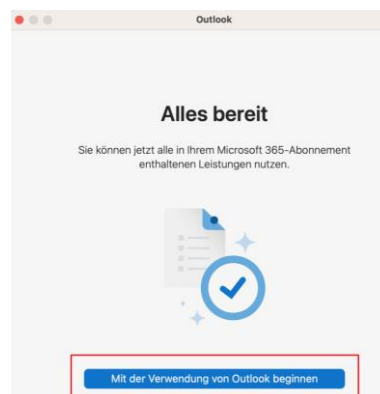 Outlook
Alles bereit
Sie können jetzt alle in Ihrem Microsoft 365-Abonnement
enthaltenen Leistungen nutzen.
Mit der Verwendung von Outlook beginnen